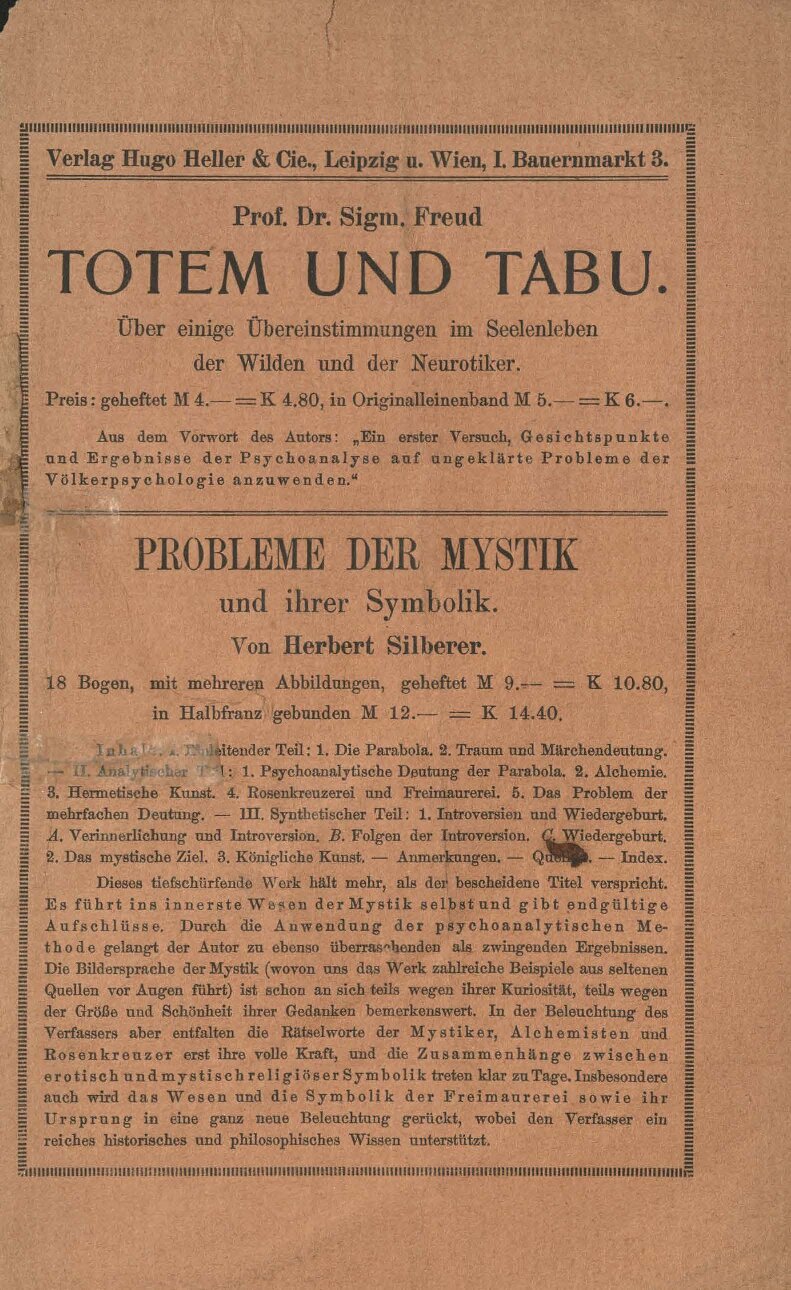 Verlag Hugo Heller & Cie., Leipzig u. Wien, I. Bauernmarkt 3.
Prof. Dr. Sigm. Freud
TOTEM UND TABU.
Über einige Übereinstimmungen im Seelenleben
der Wilden und der Neurotiker.
Preis: geheftet M 4.— = K 4.80, in Originalleinenband M 5.— = K 6.—.
Aus dem Vorwort des Autors: „Ein erster Versuch, Gesichtspunkte
und Ergebnisse der Psychoanalyse auf ungeklärte Probleme der
Völkerpsychologie anzuwenden.“
PROBLEME DER MYSTIK
und ihrer Symbolik.
Von Herbert Silberer.
18 Bogen, mit mehreren Abbildungen, geheftet M 9.— = K 10.80,
in Halbfranz gebunden M 12.— = K 14.40.
Inhalt. Einleitender Teil: 1. Die Parabola. 2. Traum und Märchendeutung.
— II. Analytischer Teil: 1. Psychoanalytische Deutung der Parabola. 2. Alchemie.
3. Hermetische Kunst. 4. Rosenkreuzerei und Freimaurerei. 5. Das Problem der
mehrfachen Deutung. — III. Synthetischer Teil: 1. Introversion und Wiedergeburt.
A. Verinnerlichung und Introversion. B. Folgen der Introversion. C. Wiedergeburt.
2. Das mystische Ziel. 3. Königliche Kunst. — Anmerkungen. — — Index.
Dieses tiefschürfende Werk hält mehr, als der bescheidene Titel verspricht.
Es führt ins innerste Wesen der Mystik selbst und gibt endgültige
Aufschlüsse. Durch die Anwendung der psychoanalytischen Me-
thode gelangt der Autor zu ebenso überraschenden als zwingenden Ergebnissen.
Die Bildersprache der Mystik (wovon uns das Werk zahlreiche Beispiele aus seltenen
Quellen vor Augen führt) ist schon an sich teils wegen ihrer Kuriosität, teils wegen
der Größe und Schönheit ihrer Gedanken bemerkenswert. In der Beleuchtung des
Verfassers aber entfalten die Rätselworte der Mystiker, Alchemisten und
Rosenkreuzer erst ihre volle Kraft, und die Zusammenhänge zwischen
erotisch und mystisch religiöser Symbolik treten klar zu Tage. Insbesondere
auch wird das Wesen und die Symbolik der Freimaurerei sowie ihr
Ursprung in eine ganz neue Beleuchtung gerückt, wobei den Verfasser ein
reiches historisches und philosophisches Wissen unterstützt.